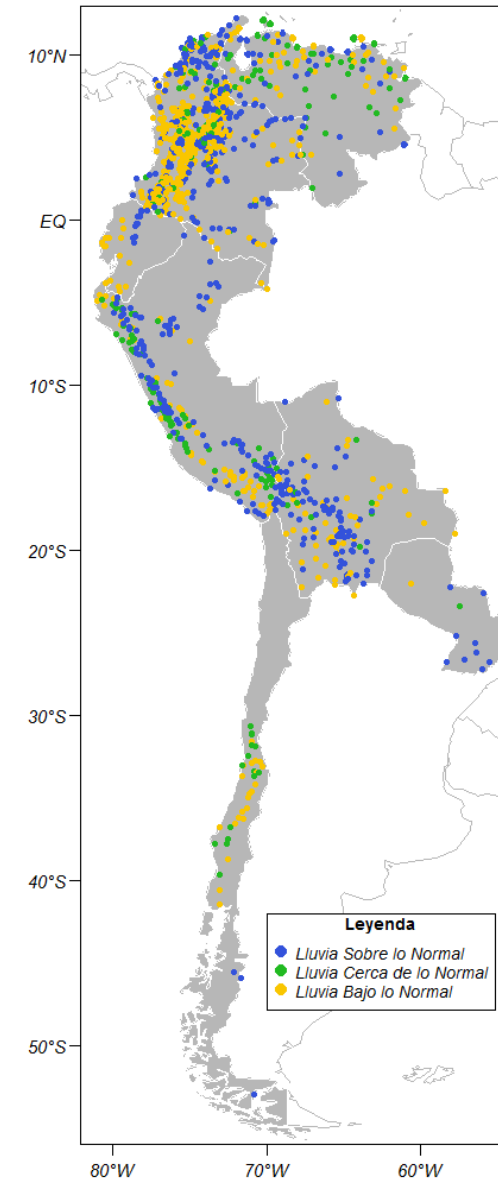 10°N
EQ
10°S
20°S
30°S
40°S
50°S
Leyenda
Lluvia Sobre lo Normal
Lluvia Cerca de lo Normal
Lluvia Bajo lo Normal
80°W
70°W
60°W